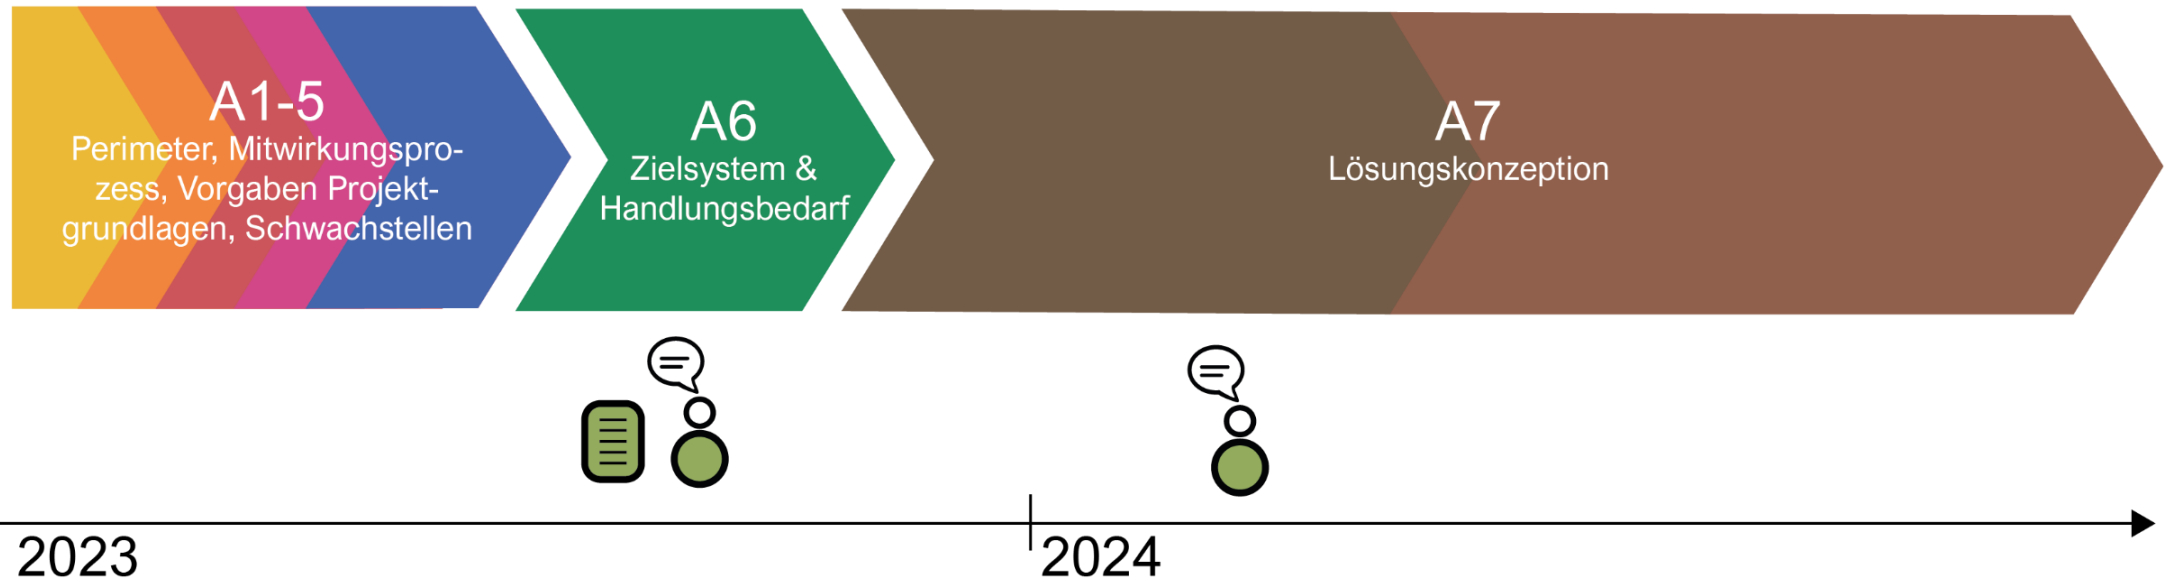 A1-5
Perimeter, Mitwirkungspro-
zess, Vorgaben Projekt-
grundlagen, Schwachstellen
A6
Zielsystem &
Handlungsbedarf
A7
Lösungskonzeption
2023
2024